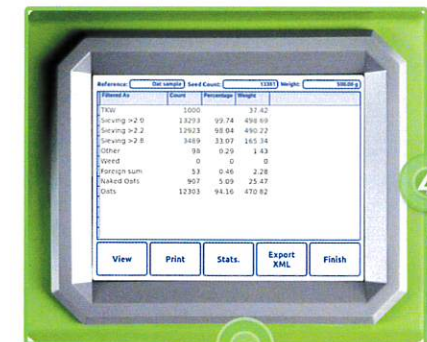 Reference: Oat sample Seed Count: 13361 Weight: 500.00 g
Filtered As Count Percentage Weight
TKW 1000 37.42
Sieving >2.0 13293 99.74 498.69
Sieving >2.2 12923 98.04 490.22
Sieving >2.8 3489 33.07 165.34
Other 98 0.29 1.43
Weed 0 0 0
Foreign sum 53 0.46 2.28
Naked Oats 907 5.09 25.47
Oats 12303 94.16 470.82
View Print Stats. Export XML Finish